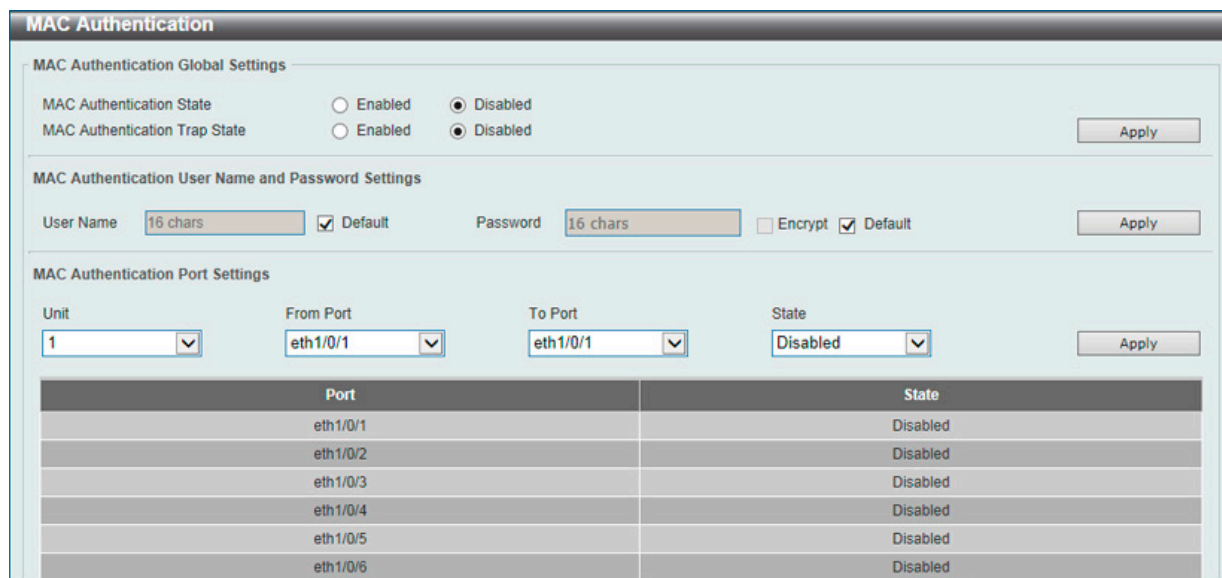 MAC Authentication
MAC Authentication Global Settings
MAC Authentication State Enabled Disabled
MAC Authentication Trap State Enabled Disabled Apply
MAC Authentication User Name and Password Settings
User Name 16 chars Default Password 16 chars Encrypt Default Apply
MAC Authentication Port Settings
Unit From Port To Port State
1 eth1/0/1 eth1/0/1 Disabled Apply
Port State
eth1/0/1 Disabled
eth1/0/2 Disabled
eth1/0/3 Disabled
eth1/0/4 Disabled
eth1/0/5 Disabled
eth1/0/6 Disabled